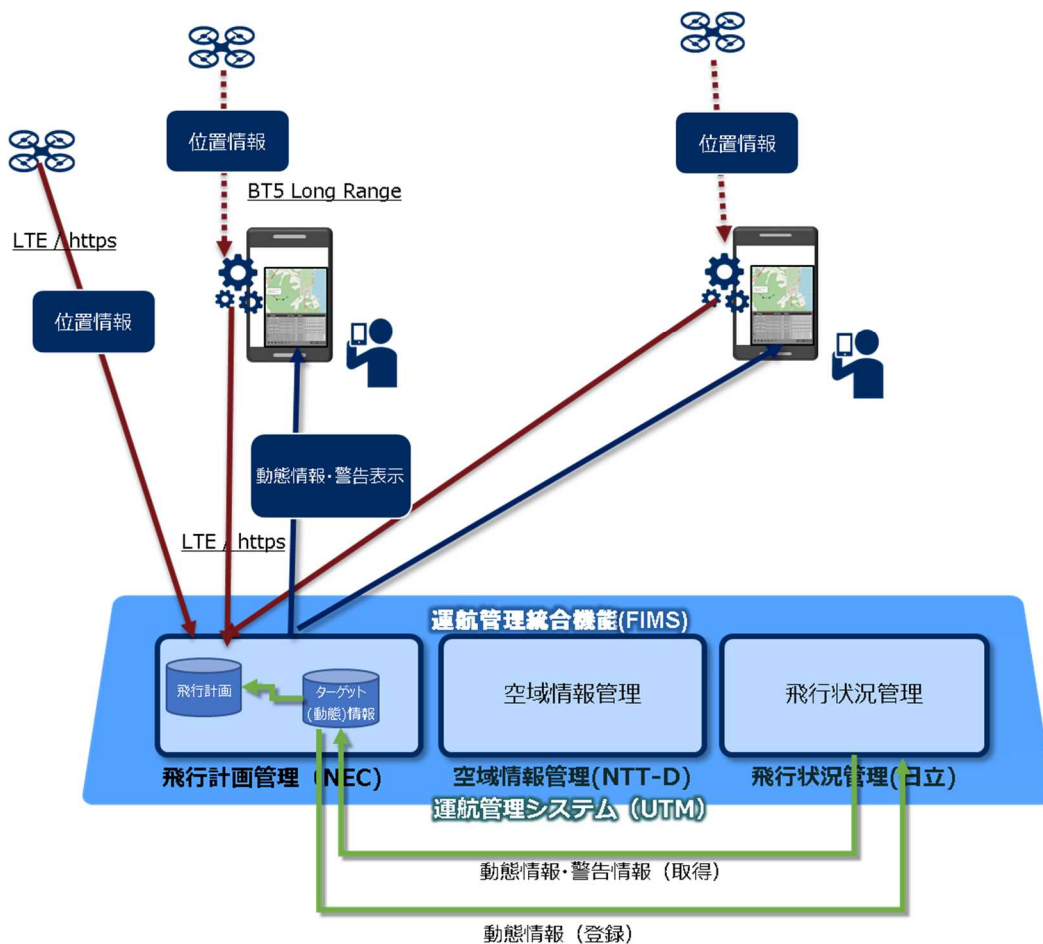 位置情報
位置情報
BT5 Long Range
LTE / https
位置情報
動態情報・警告表示
LTE / https
運航管理統合機能(FIMS)
飛行計画
ターゲット
(動態)情報
空域情報管理
飛行状況管理
飛行計画管理（NEC）
空域情報管理(NTT-D)
飛行状況管理(日立)
運航管理システム（UTM）
動態情報・警告情報（取得）
動態情報（登録）